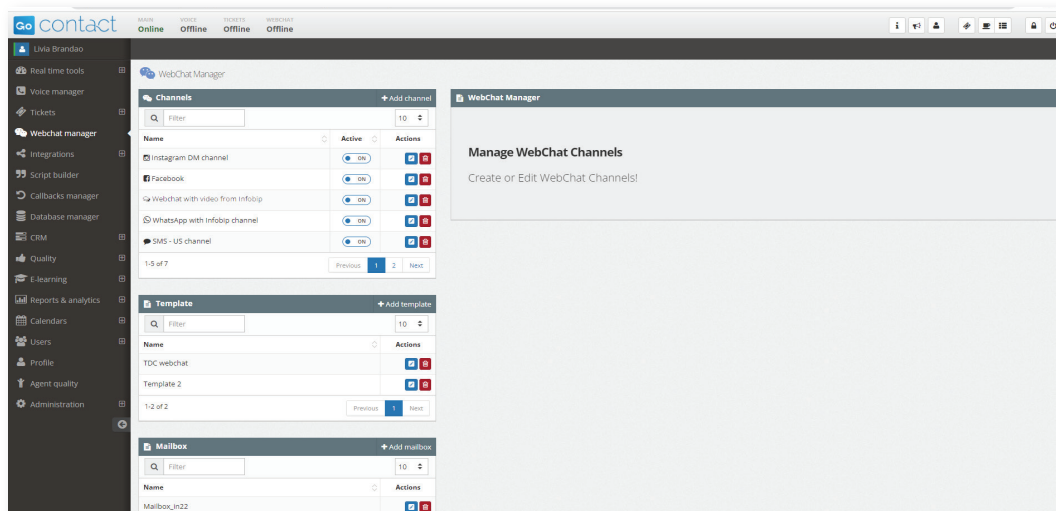 Go contact
MAIN VOICE TICKETS WEBCHAT
Online Offline Offline Offline
Livia Brandao
Real time tools
Voice manager
Tickets
Webchat manager
Integrations
Script builder
Callbacks manager
Database manager
CRM
Quality
E-learning
Reports & analytics
Calendars
Users
Profile
Agent quality
Administration
WebChat Manager
Channels + Add channel
Filter 10
Name Active Actions
Instagram DM channel ON
Facebook ON
Webchat with video from Infobip ON
WhatsApp with Infobip channel ON
SMS - US channel ON
1-5 of 7 Previous 1 2 Next
Template + Add template
Filter 10
Name Actions
TDC webchat
Template 2
1-2 of 2 Previous 1 Next
Mailbox + Add mailbox
Filter 10
Name Actions
Mailbox_in22
WebChat Manager
Manage WebChat Channels
Create or Edit WebChat Channels!